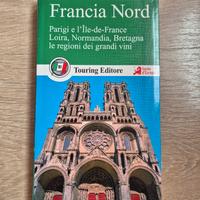 Francia Nord
Parigi e l'Île-de-France
Loira, Normandia, Bretagna
le regioni dei grandi vini
Touring Editore